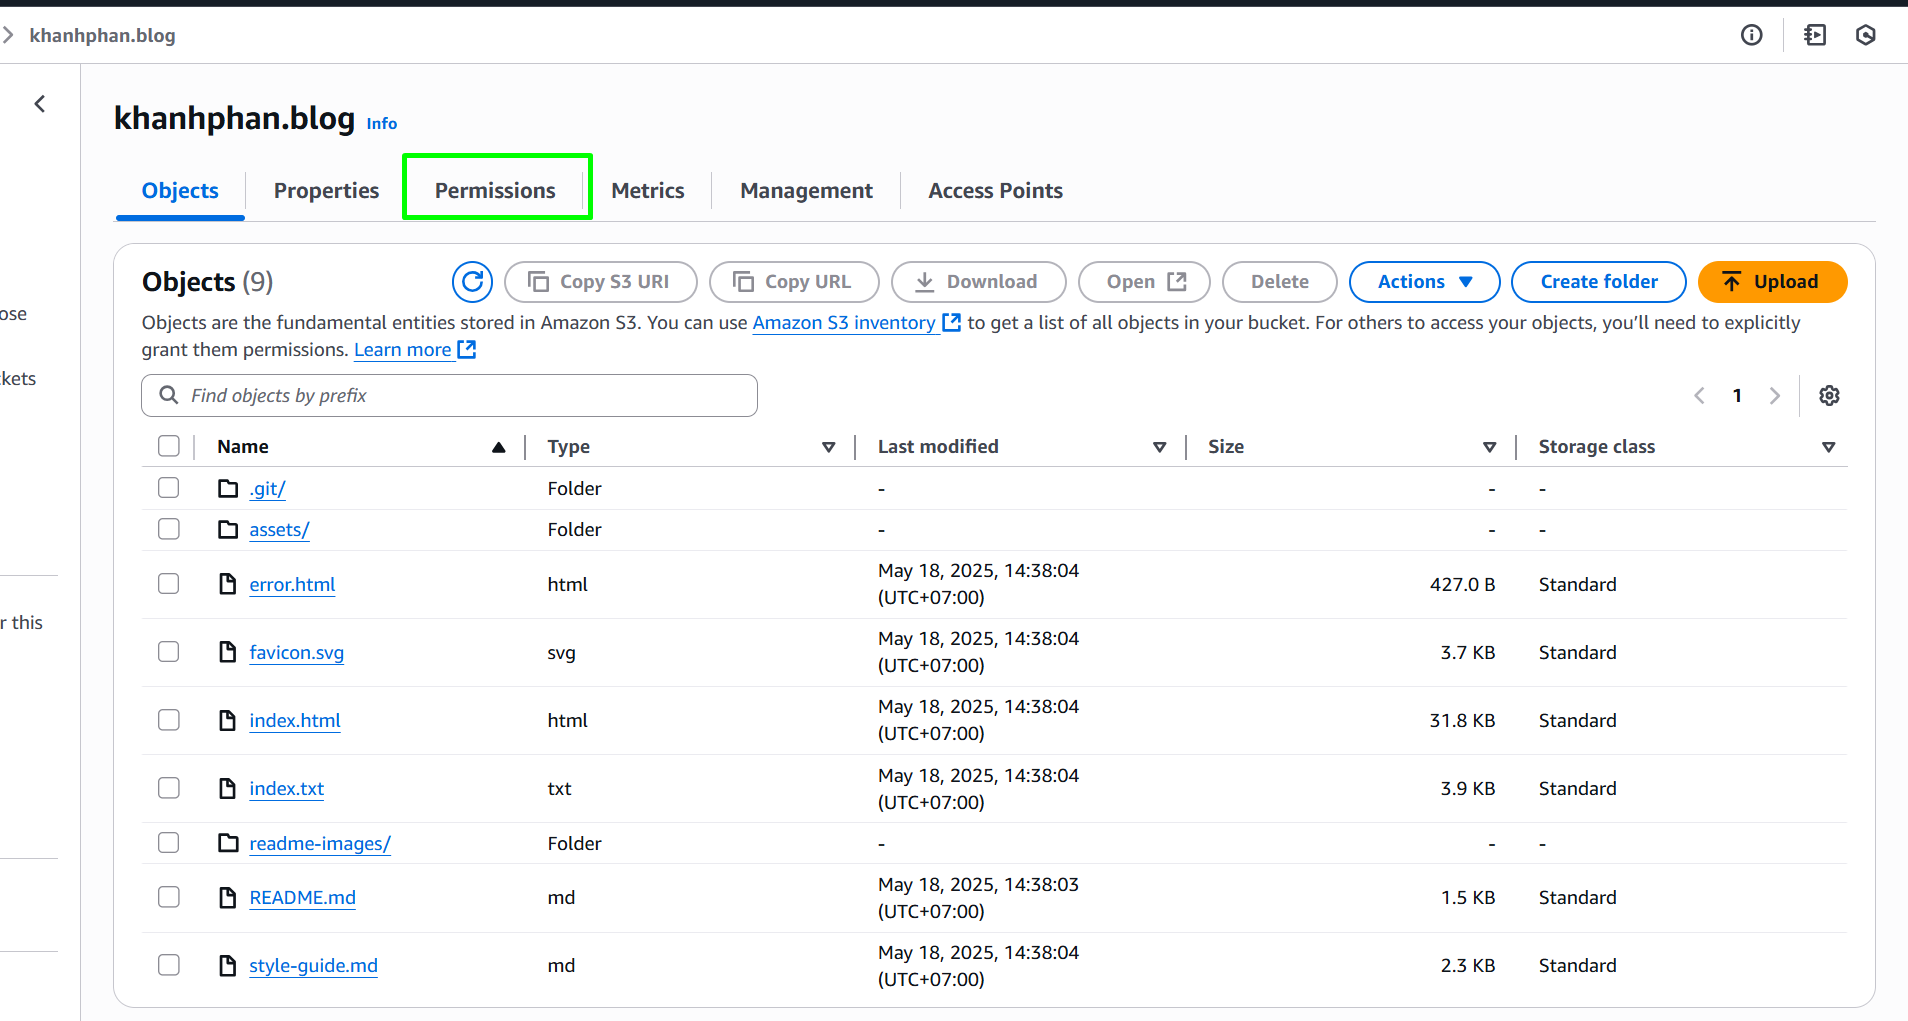 khanhphan.blog
khanhphan.blog Info
Objects Properties Permissions Metrics Management Access Points
Objects (9) Copy S3 URI Copy URL Download Open Delete Actions Create folder Upload
Objects are the fundamental entities stored in Amazon S3. You can use Amazon S3 inventory to get a list of all objects in your bucket. For others to access your objects, you’ll need to explicitly
grant them permissions. Learn more
Find objects by prefix
1
Name Type Last modified Size Storage class
.git/ Folder - - -
assets/ Folder - - -
error.html html May 18, 2025, 14:38:04 (UTC+07:00) 427.0 B Standard
favicon.svg svg May 18, 2025, 14:38:04 (UTC+07:00) 3.7 KB Standard
index.html html May 18, 2025, 14:38:04 (UTC+07:00) 31.8 KB Standard
index.txt txt May 18, 2025, 14:38:04 (UTC+07:00) 3.9 KB Standard
readme-images/ Folder - - -
README.md md May 18, 2025, 14:38:03 (UTC+07:00) 1.5 KB Standard
style-guide.md md May 18, 2025, 14:38:04 (UTC+07:00) 2.3 KB Standard
ose
kets
r this